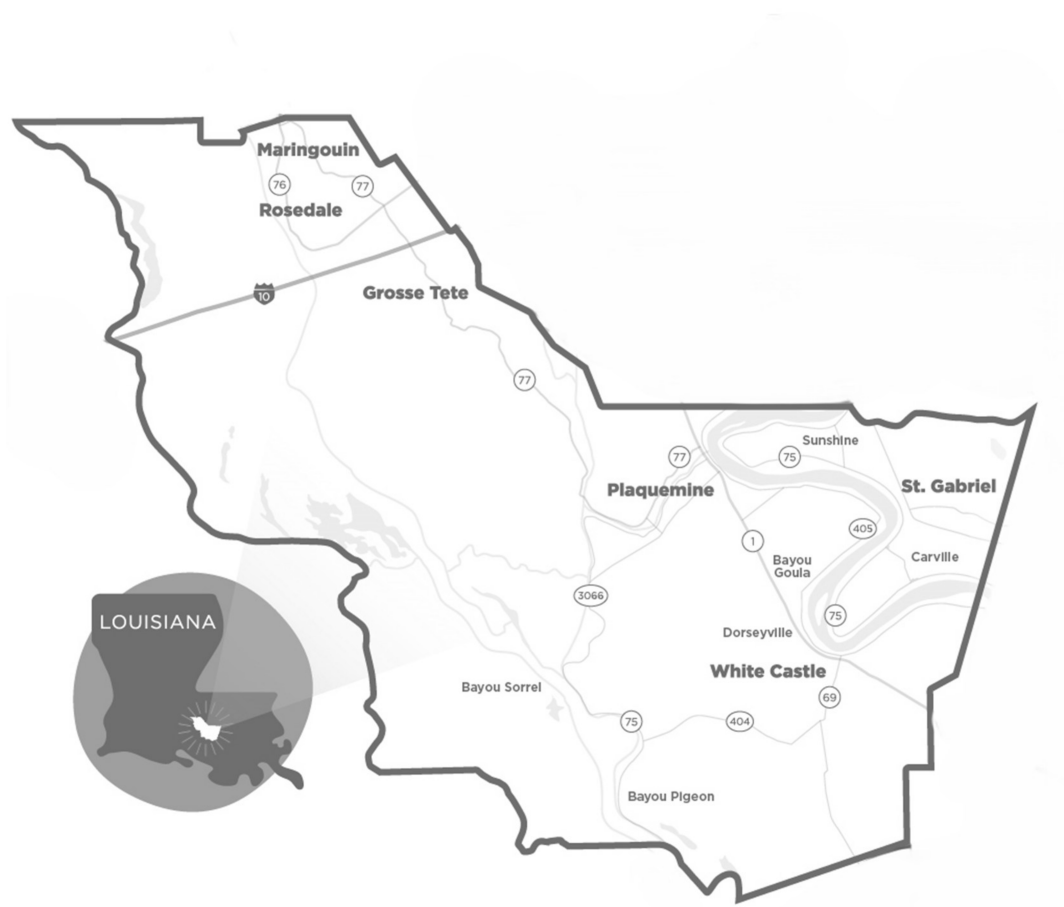 Maringouin
76
77
Rosedale
10
Grosse Tete
77
Sunshine
77
75
Plaquemine
St. Gabriel
405
1
Bayou
Goula
Carville
3066
LOUISIANA
75
Dorseyville
White Castle
Bayou Sorrel
69
75
404
Bayou Pigeon